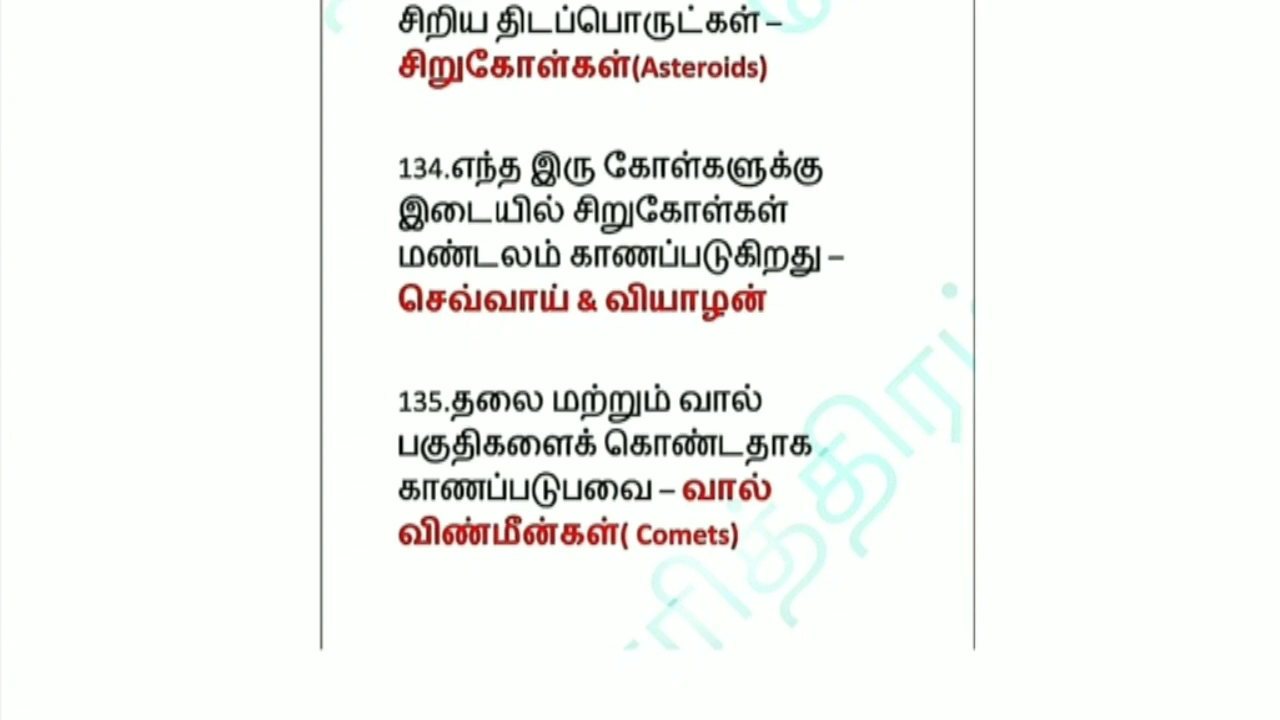 சிறிய திடப்பொருட்கள் –
சிறுகோள்கள்(Asteroids)
134.எந்த இரு கோள்களுக்கு
இடையில் சிறுகோள்கள்
மண்டலம் காணப்படுகிறது –
செவ்வாய் & வியாழன்
135.தலை மற்றும் வால்
பகுதிகளைக் கொண்டதாக
காணப்படுபவை – வால்
விண்மீன்கள்( Comets)